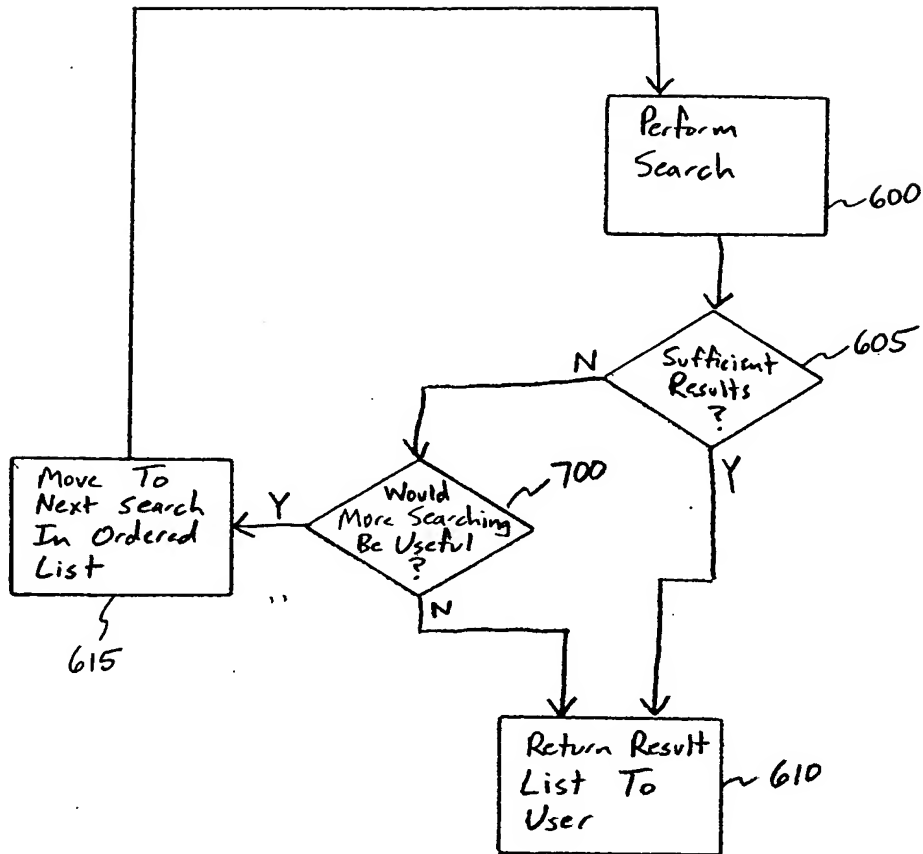 Perform
Search
600
605
N
Sufficient
Results
?
Y
700
Would
More Searching
Be Useful
?
Y
N
Move To
Next search
In Ordered
List
615
Return Result
List To
User
610